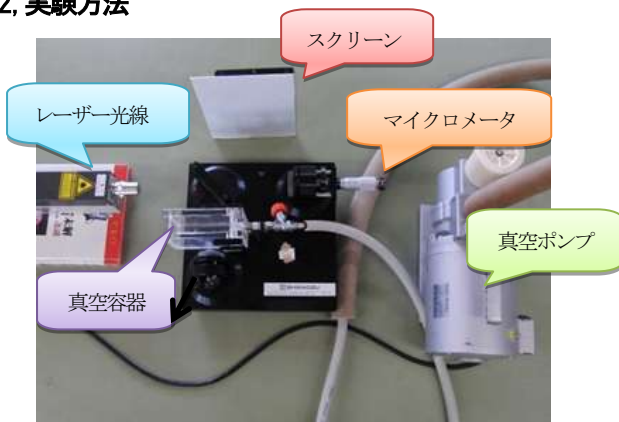 2, 実験方法
スクリーン
レーザー光線
マイクロメータ
真空ポンプ
真空容器
SHIMADZU